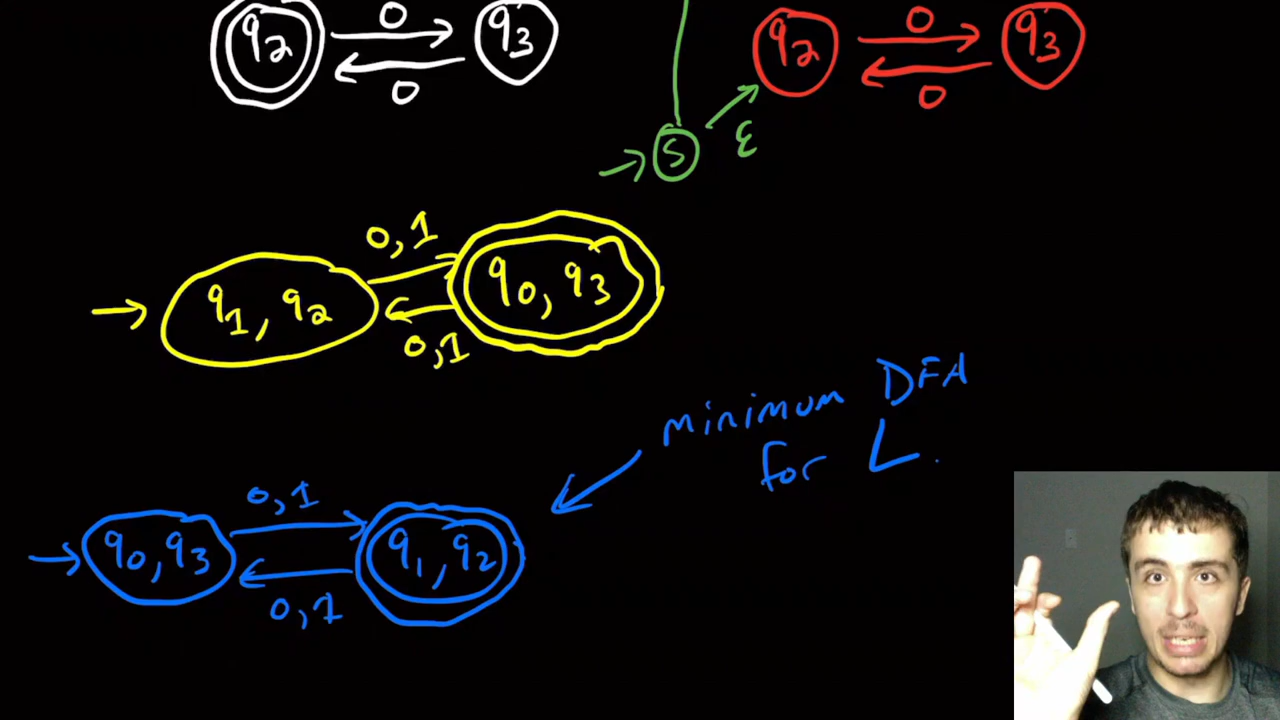 q2 0 q3
0
q2 0 q3
0
S ε
0,1
q1, q2
q0, q3
0,1
minimum DFA
for L.
0,1
q0, q3
q1, q2
0,1